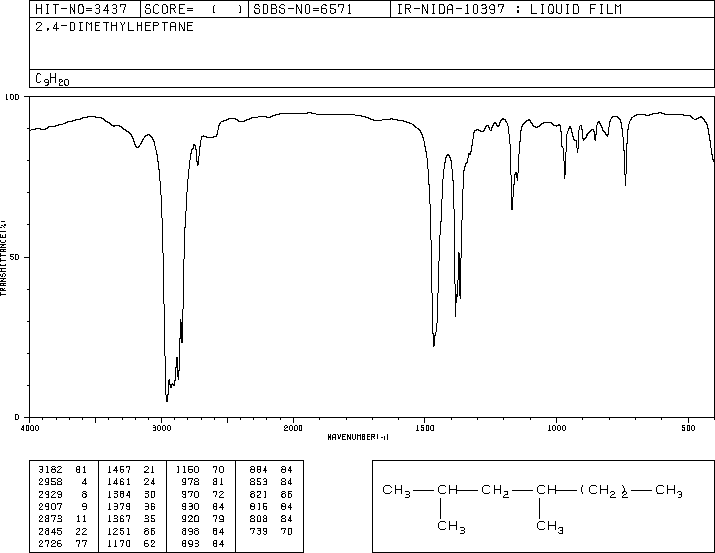 HIT-NO=3437 SCORE= ( ) SDBS-NO=6571 IR-NIDA-10397 : LIQUID FILM
2,4-DIMETHYLHEPTANE
C9H20
100
50
0
TRANSMITTANCE(%)
4000 3000 2000 1500 1000 500
WAVENUMBER(-1)
3182 81 1467 21 1160 70 884 84
2958 4 1461 24 978 81 853 84
2929 8 1384 30 970 72 821 86
2907 9 1379 36 930 84 816 84
2873 11 1367 35 920 79 808 84
2845 22 1251 86 898 84 739 70
2726 77 1170 62 893 84
CH3—CH—CH2—CH—(CH2)2—CH3
CH3 CH3